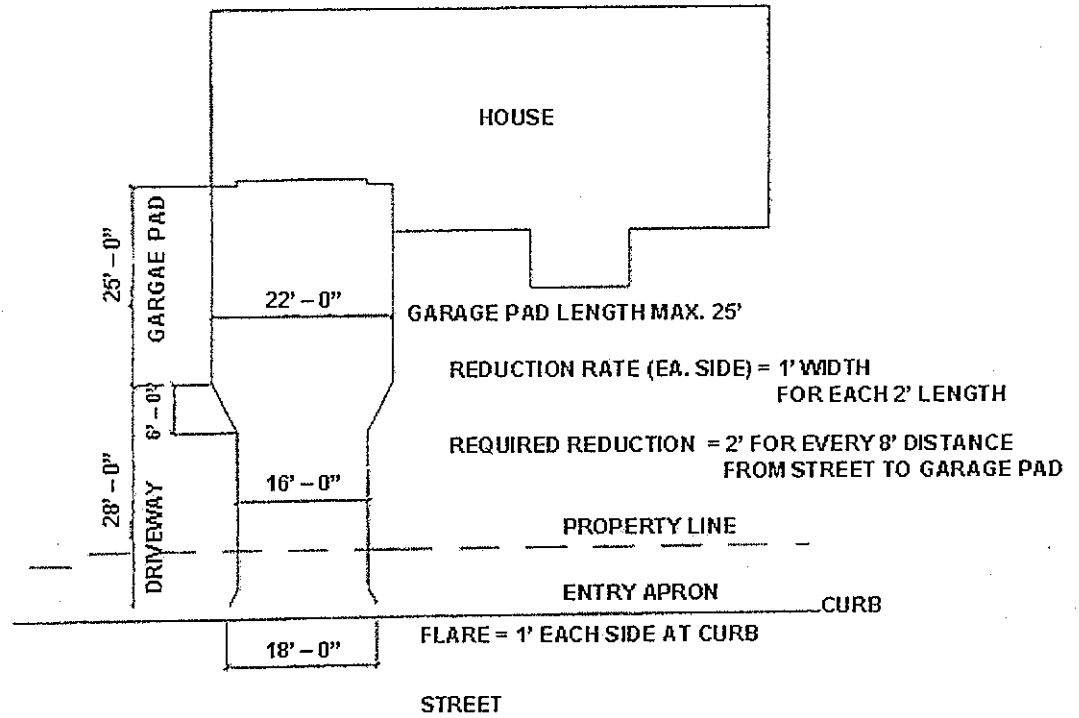 HOUSE
25' – 0"
GARGAE PAD
22' – 0"
GARAGE PAD LENGTH MAX. 25'
REDUCTION RATE (EA. SIDE) = 1' WIDTH
FOR EACH 2' LENGTH
6' – 0"
REQUIRED REDUCTION = 2' FOR EVERY 8' DISTANCE
FROM STREET TO GARAGE PAD
28' – 0"
DRIVEWAY
16' – 0"
PROPERTY LINE
ENTRY APRON
CURB
FLARE = 1' EACH SIDE AT CURB
18' – 0"
STREET